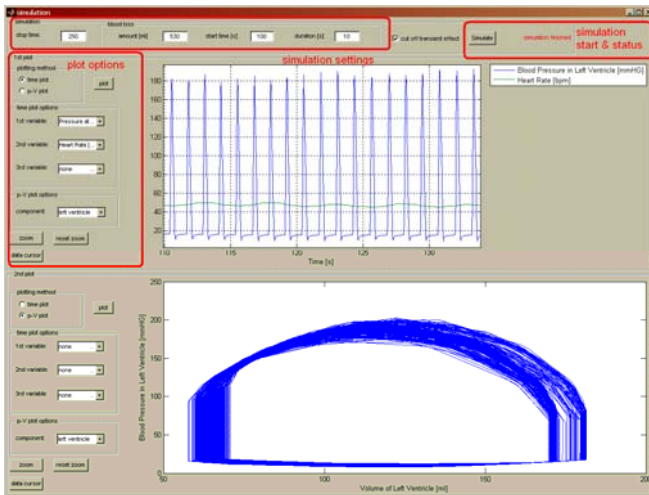 simulation
simulation
stop time:
250
blood loss
amount [ml]
530
start time [s]
100
duration [s]
10
cut off transient effect
Simulate
simulation finished
simulation start & status
simulation settings
1st plot
plot options
plotting method
time plot
p-V plot
plot
time plot options
1st variable:
Pressure at...
2nd variable:
Heart Rate [...
3rd variable:
none
p-V plot options
component:
left ventricle
zoom
reset zoom
data cursor
180
160
140
120
100
80
60
40
20
110
115
120
125
130
Time [s]
Blood Pressure in Left Ventricle [mmHG]
Heart Rate [bpm]
2nd plot
plotting method
time plot
p-V plot
plot
time plot options
1st variable:
none
2nd variable:
none
3rd variable:
none
p-V plot options
component:
left ventricle
zoom
reset zoom
data cursor
Blood Pressure in Left Ventricle [mmHG]
250
200
150
100
50
0
50
100
150
200
Volume of Left Ventricle [ml]